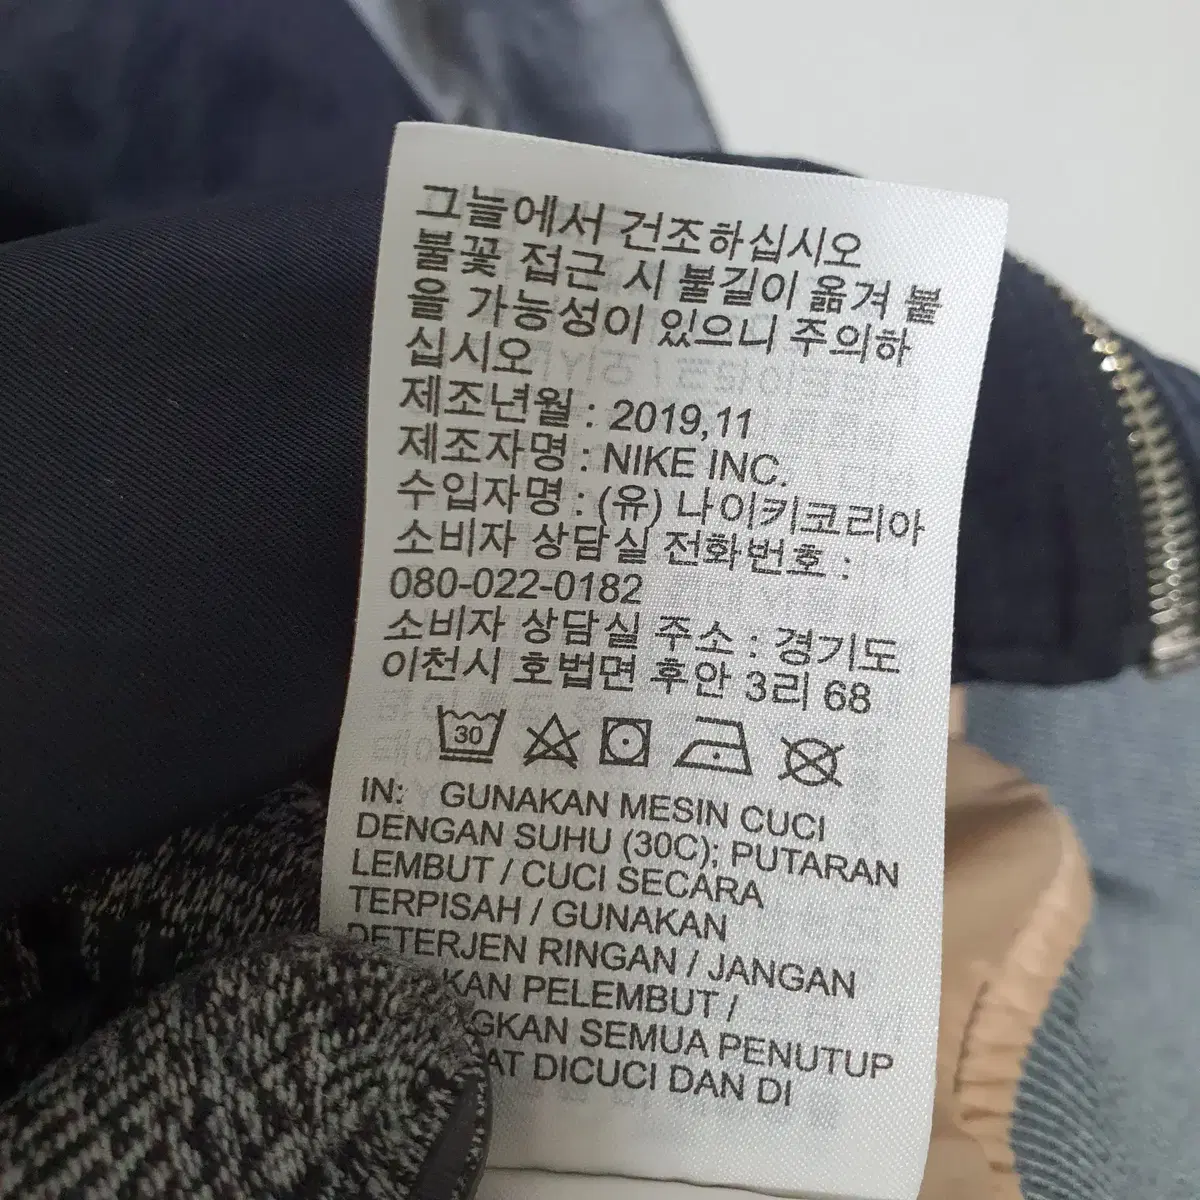 그늘에서 건조하십시오
불꽃 접근 시 불길이 옮겨 붙
을 가능성이 있으니 주의하
십시오
제조년월 : 2019,11
제조자명 : NIKE INC.
수입자명 : (유) 나이키코리아
소비자 상담실 전화번호 :
080-022-0182
소비자 상담실 주소 : 경기도
이천시 호법면 후안 3리 68
30
IN: GUNAKAN MESIN CUCI
DENGAN SUHU (30C); PUTARAN
LEMBUT / CUCI SECARA
TERPISAH / GUNAKAN
DETERJEN RINGAN / JANGAN
PELEMBUT /
SEMUA PENUTUP
DICUCI DAN DI